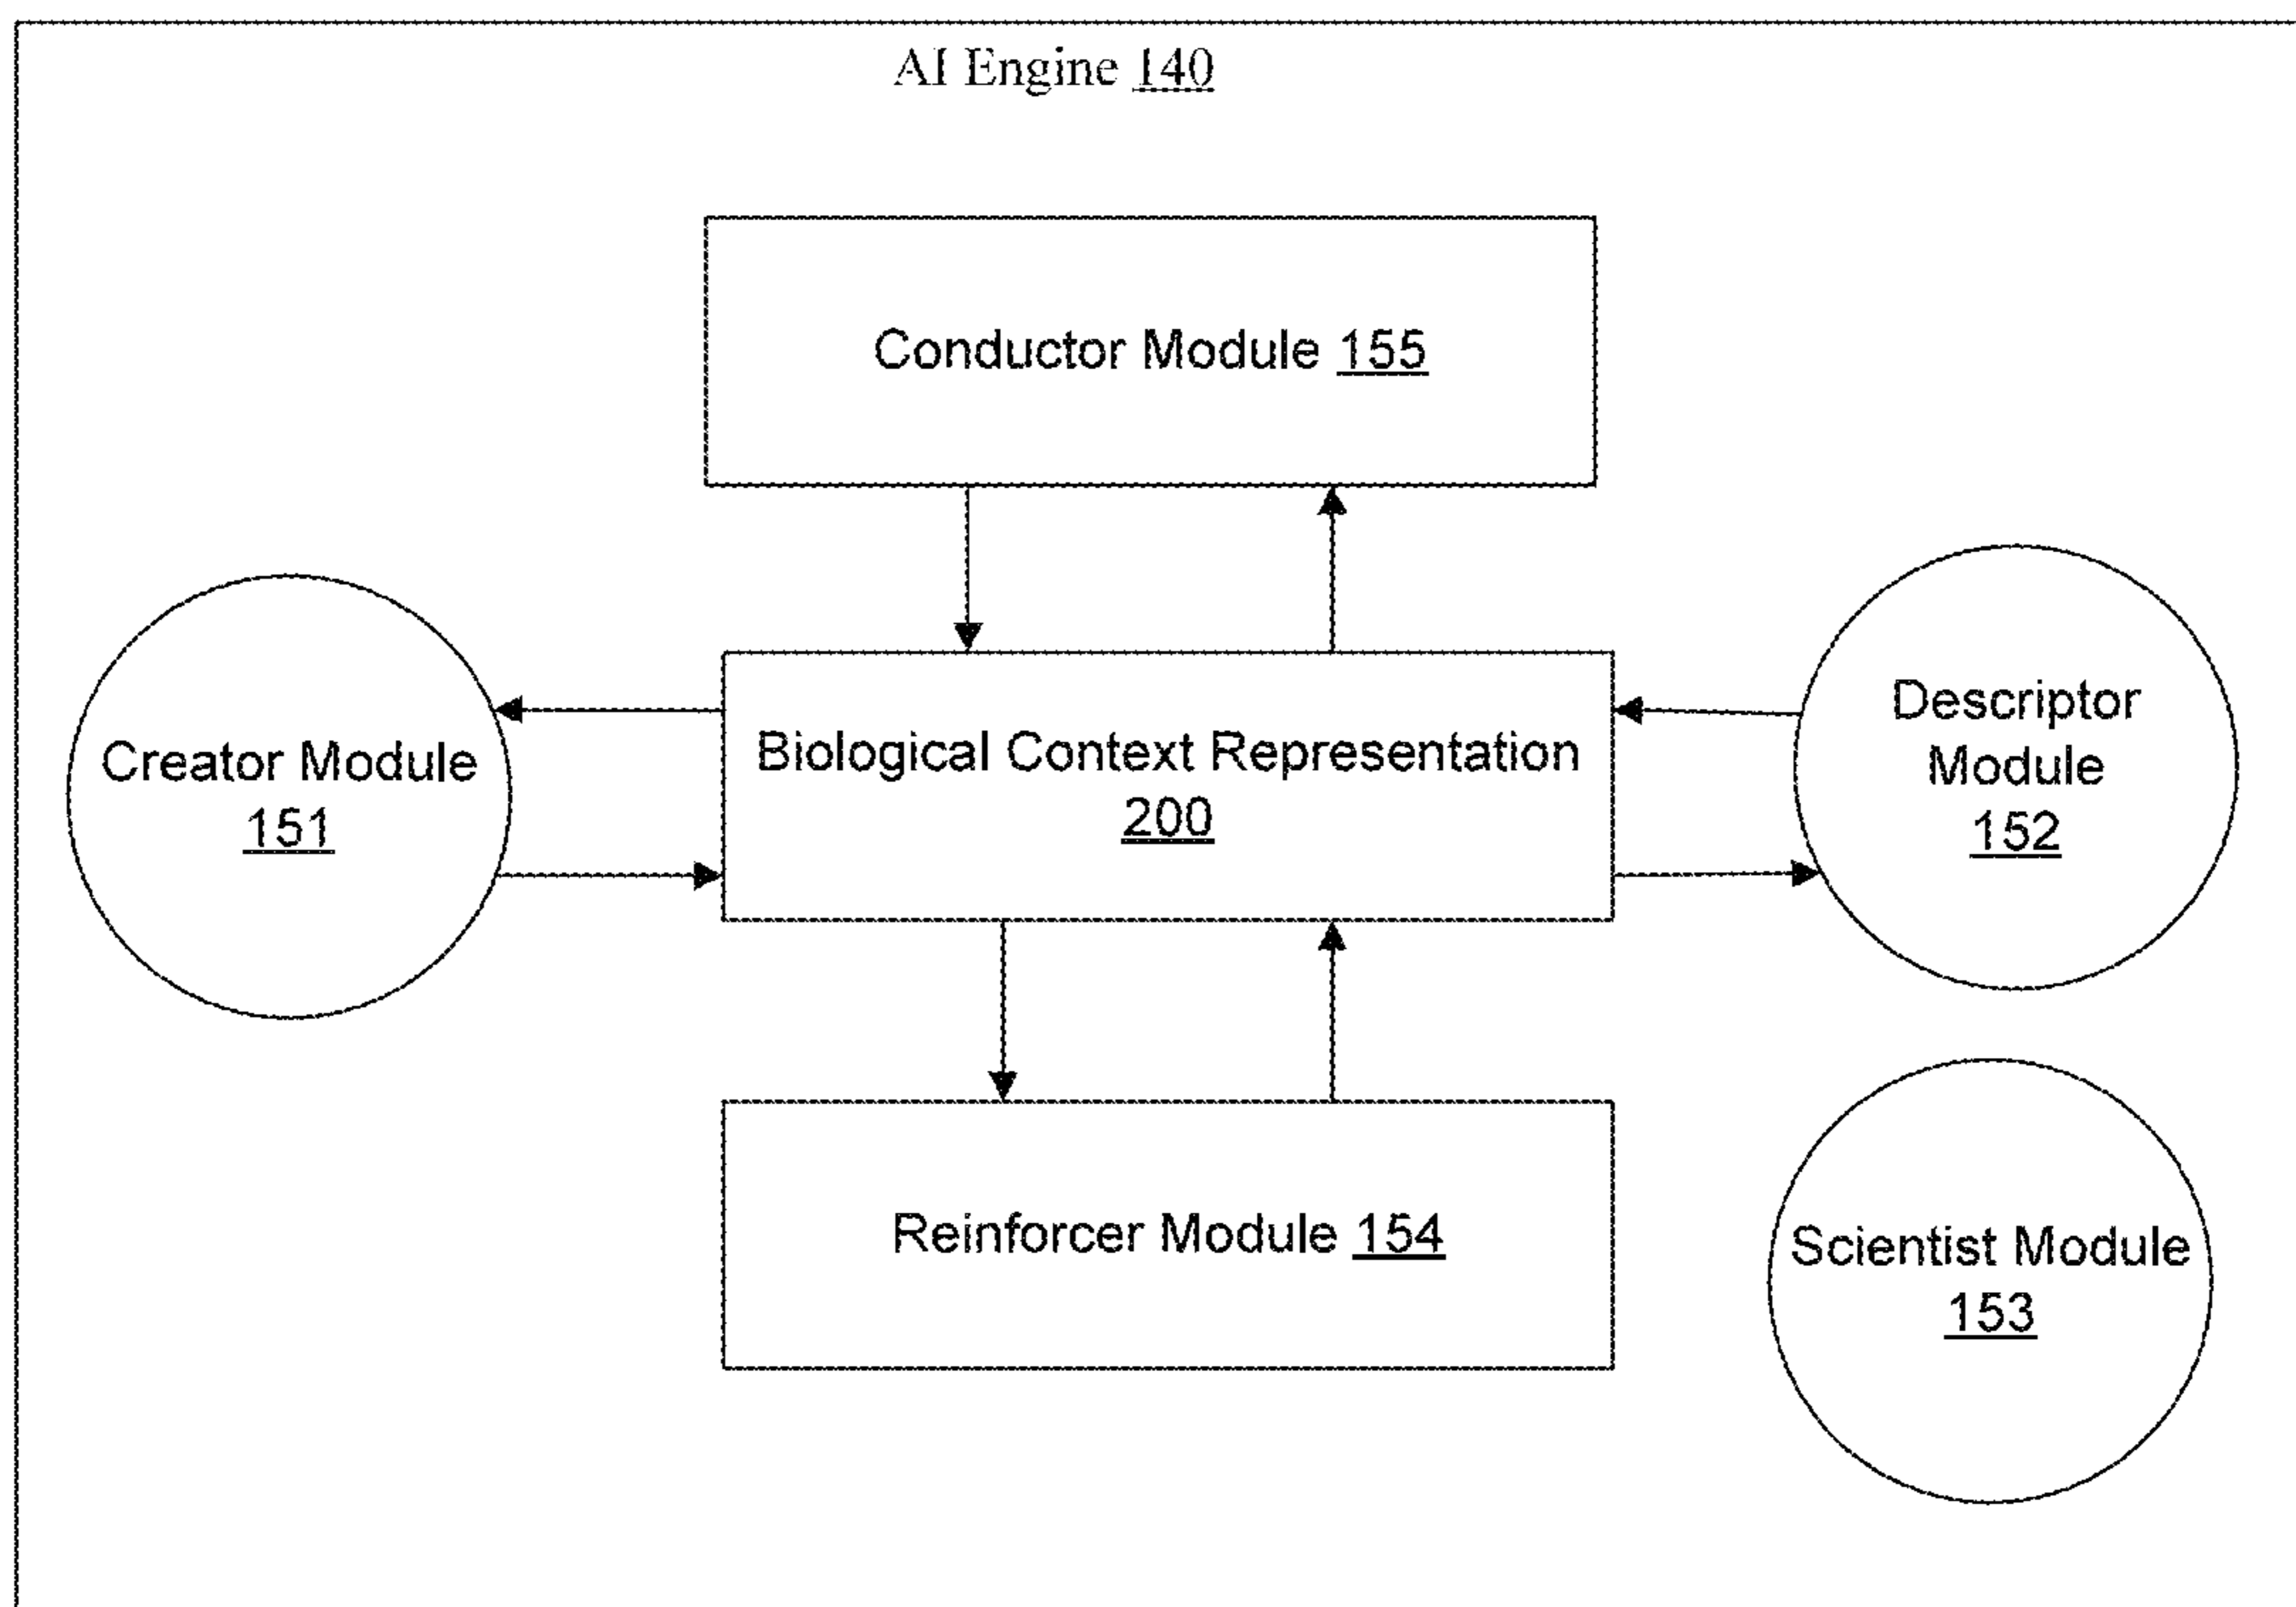 AI Engine 140
Conductor Module 155
Creator Module
151
Biological Context Representation
200
Descriptor
Module
152
Reinforcer Module 154
Scientist Module
153